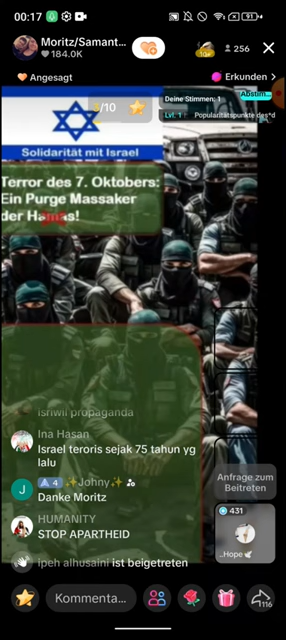 00:17
91
Moritz/Samant...
184.0K
256
Angesagt
Erkunden >
/10
Abstim...
Deine Stimmen: 1
Lvl. 1
Popularitätspunkte des*d
Solidarität mit Israel
Terror des 7. Oktobers:
Ein Purge Massaker
der Hamas!
isriwil propaganda
Ina Hasan
Israel teroris sejak 75 tahun yg
lalu
4 Johny
J
Danke Moritz
HUMANITY
STOP APARTHEID
ipeh alhusaini ist beigetreten
Anfrage zum
Beitreten
431
..Hope
Kommenta...
116